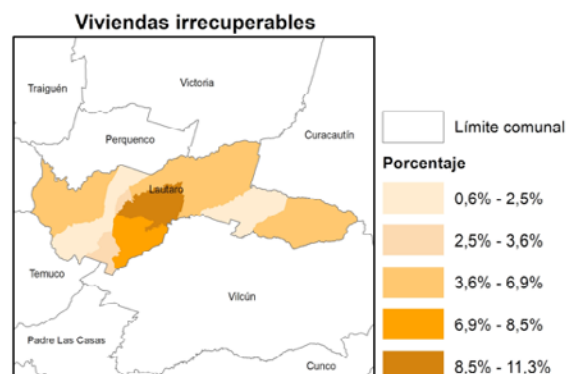 Viviendas irrecuperables
Traiguén
Victoria
Perquenco
Curacautín
Lautaro
Temuco
Vilcún
Padre Las Casas
Cunco
Límite comunal
Porcentaje
0,6% - 2,5%
2,5% - 3,6%
3,6% - 6,9%
6,9% - 8,5%
8,5% - 11,3%